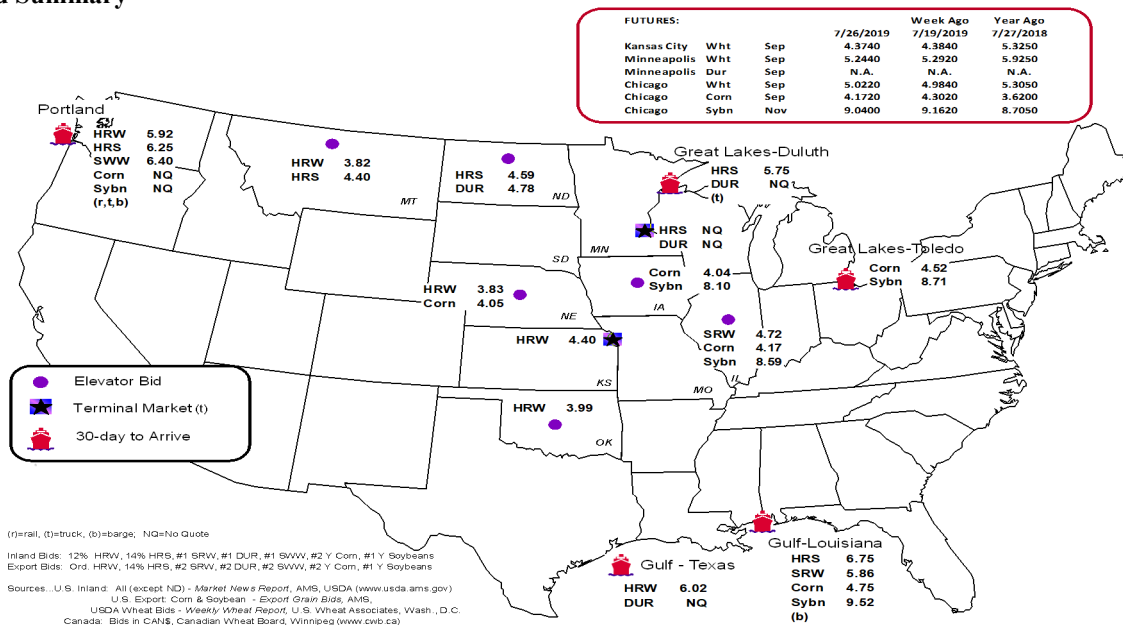 d Summary
FUTURES: Week Ago Year Ago
7/26/2019 7/19/2019 7/27/2018
Kansas City Wht Sep 4.3740 4.3840 5.3250
Minneapolis Wht Sep 5.2440 5.2920 5.9250
Minneapolis Dur Sep N.A. N.A. N.A.
Chicago Wht Sep 5.0220 4.9840 5.3050
Chicago Corn Sep 4.1720 4.3020 3.6200
Chicago Sybn Nov 9.0400 9.1620 8.7050
Portland
HRW 5.92
HRS 6.25
SWW 6.40
Corn NQ
Sybn NQ
(r,t,b)
HRW 3.82
HRS 4.40
MT
HRS 4.59
DUR 4.78
ND
Great Lakes-Duluth
HRS 5.75
DUR NQ
(t)
HRS NQ
DUR NQ
MN
SD
Great Lakes-Toledo
Corn 4.52
Sybn 8.71
Corn 4.04
Sybn 8.10
IA
HRW 3.83
Corn 4.05
NE
SRW 4.72
Corn 4.17
Sybn 8.59
IL
HRW 4.40
KS
MO
HRW 3.99
OK
Elevator Bid
Terminal Market (t)
30-day to Arrive
Gulf - Texas
HRW 6.02
DUR NQ
Gulf-Louisiana
HRS 6.75
SRW 5.86
Corn 4.75
Sybn 9.52
(b)
(r)=rail, (t)=truck, (b)=barge; NQ=No Quote
Inland Bids: 12% HRW, 14% HRS, #1 SRW, #1 DUR, #1 SWW, #2 Y Corn, #1 Y Soybeans
Export Bids: Ord. HRW, 14% HRS, #2 SRW, #2 DUR, #2 SWW, #2 Y Corn, #1 Y Soybeans
Sources...U.S. Inland: All (except ND) - Market News Report, AMS, USDA (www.usda.ams.gov)
U.S. Export: Corn & Soybean - Export Grain Bids, AMS,
USDA Wheat Bids - Weekly Wheat Report, U.S. Wheat Associates, Wash., D.C.
Canada: Bids in CAN$, Canadian Wheat Board, Winnipeg (www.cwb.ca)